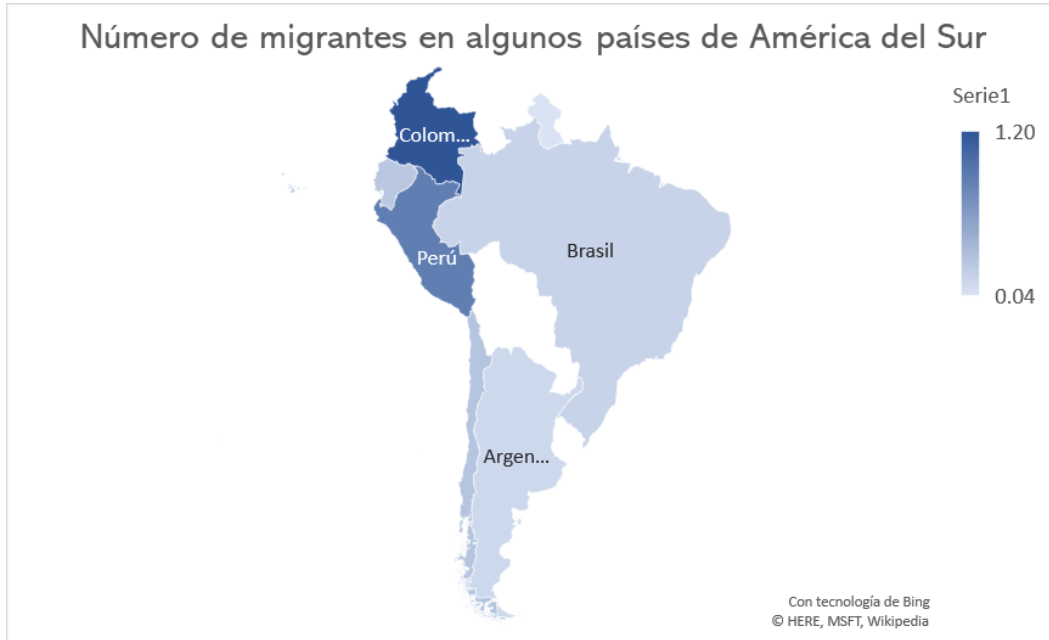 Número de migrantes en algunos países de América del Sur
Serie1
1.20
0.04
Colom...
Perú
Brasil
Argen...
Con tecnología de Bing
© HERE, MSFT, Wikipedia